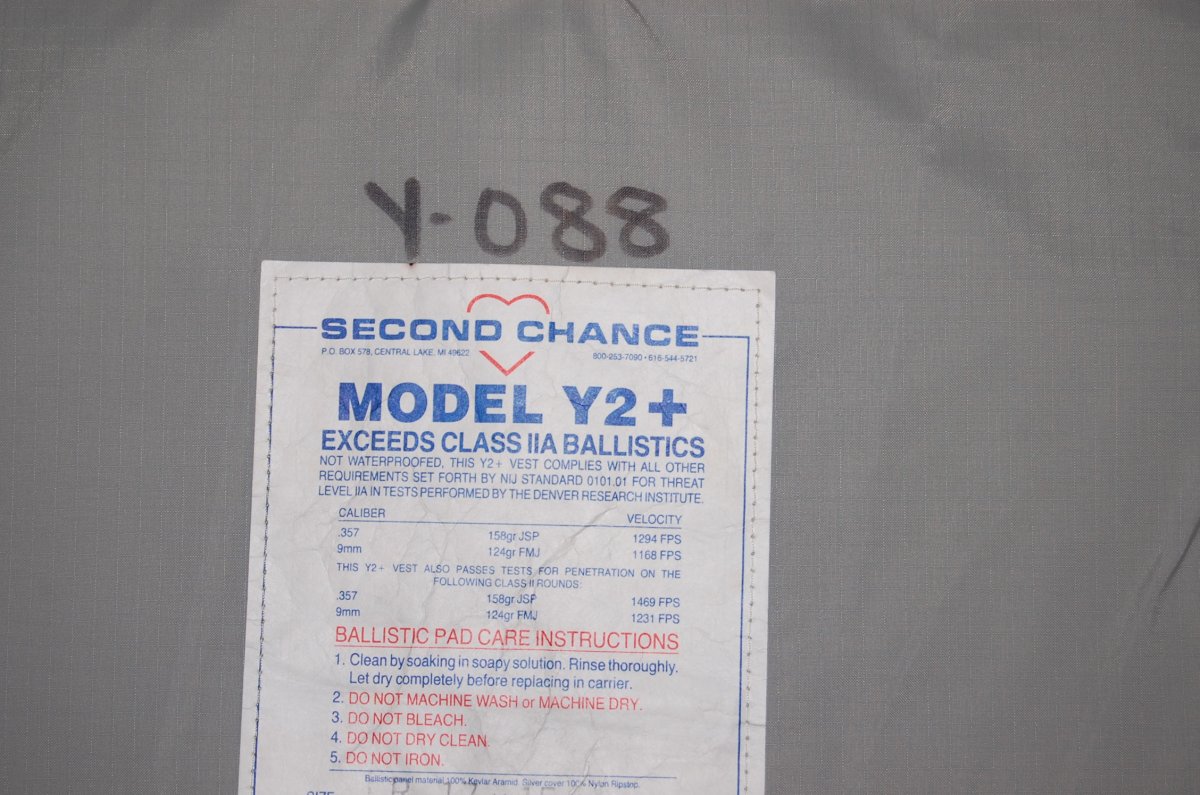 Y-088
SECOND CHANCE
P.O. BOX 578, CENTRAL LAKE, MI 49622 800-253-7090 • 616-544-5721
MODEL Y2+
EXCEEDS CLASS IIA BALLISTICS
NOT WATERPROOFED, THIS Y2+ VEST COMPLIES WITH ALL OTHER
REQUIREMENTS SET FORTH BY NIJ STANDARD 0101.01 FOR THREAT
LEVEL IIA IN TESTS PERFORMED BY THE DENVER RESEARCH INSTITUTE.
CALIBER VELOCITY
.357 158gr JSP 1294 FPS
9mm 124gr FMJ 1168 FPS
THIS Y2+ VEST ALSO PASSES TESTS FOR PENETRATION ON THE
FOLLOWING CLASS II ROUNDS:
.357 158gr JSP 1469 FPS
9mm 124gr FMJ 1231 FPS
BALLISTIC PAD CARE INSTRUCTIONS
1. Clean by soaking in soapy solution. Rinse thoroughly.
Let dry completely before replacing in carrier.
2. DO NOT MACHINE WASH or MACHINE DRY.
3. DO NOT BLEACH.
4. DO NOT DRY CLEAN.
5. DO NOT IRON.
Ballistic panel material 100% Kevlar Aramid. Silver cover 100% Nylon Ripstop.
SIZE